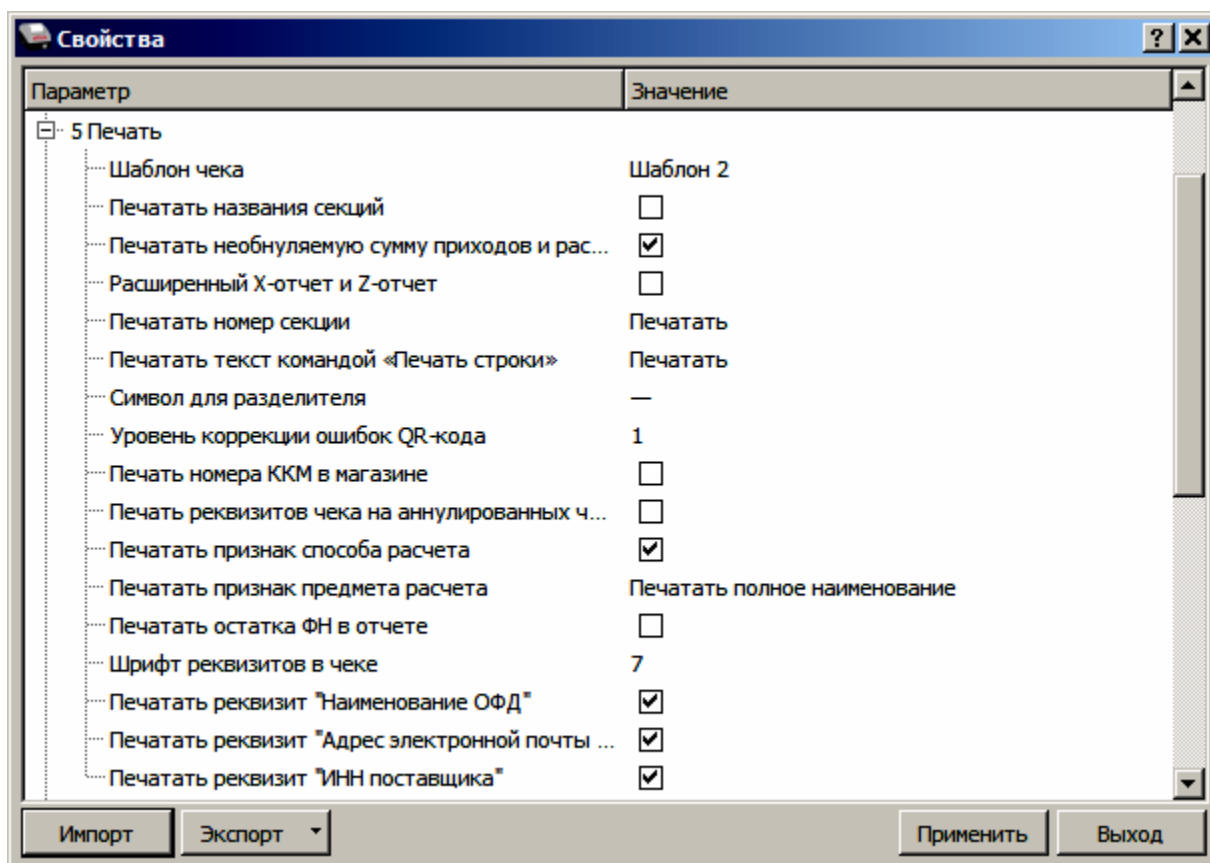 Свойства
Параметр Значение
5 Печать
Шаблон чека Шаблон 2
Печатать названия секций
Печатать необнуляемую сумму приходов и рас...
Расширенный X-отчет и Z-отчет
Печатать номер секции Печатать
Печатать текст командой «Печать строки» Печатать
Символ для разделителя —
Уровень коррекции ошибок QR-кода 1
Печать номера ККМ в магазине
Печать реквизитов чека на аннулированных ч...
Печатать признак способа расчета
Печатать признак предмета расчета Печатать полное наименование
Печатать остатка ФН в отчете
Шрифт реквизитов в чеке 7
Печатать реквизит "Наименование ОФД"
Печатать реквизит "Адрес электронной почты ...
Печатать реквизит "ИНН поставщика"
Импорт Экспорт Применить Выход